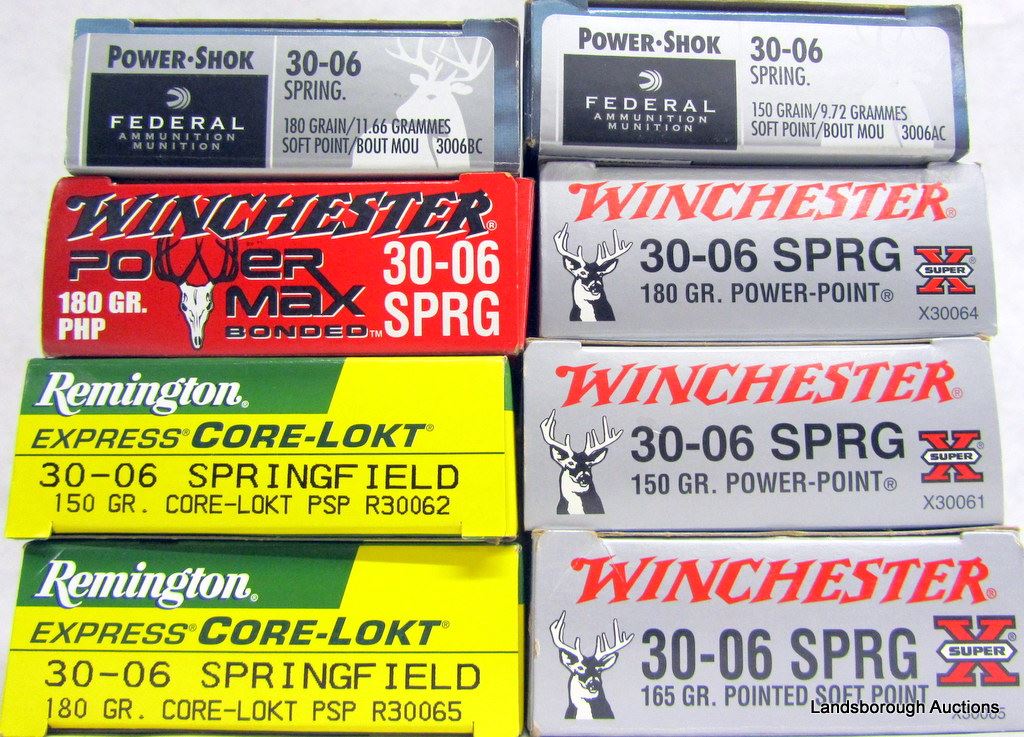 POWER·SHOK
30-06
SPRING.
FEDERAL
AMMUNITION
MUNITION
180 GRAIN/11.66 GRAMMES
SOFT POINT/BOUT MOU 3006BC
POWER·SHOK
30-06
SPRING.
FEDERAL
AMMUNITION
MUNITION
150 GRAIN/9.72 GRAMMES
SOFT POINT/BOUT MOU 3006AC
WINCHESTER®
POWER
MAX
BONDED™
180 GR.
PHP
30-06
SPRG
WINCHESTER®
30-06 SPRG
180 GR. POWER-POINT®
X® SUPER
X30064
Remington®
EXPRESS® CORE-LOKT®
30-06 SPRINGFIELD
150 GR. CORE-LOKT PSP R30062
WINCHESTER®
30-06 SPRG
150 GR. POWER-POINT®
X® SUPER
X30061
Remington®
EXPRESS® CORE-LOKT®
30-06 SPRINGFIELD
180 GR. CORE-LOKT PSP R30065
WINCHESTER®
30-06 SPRG
165 GR. POINTED SOFT POINT
X® SUPER
Landsborough Auctions